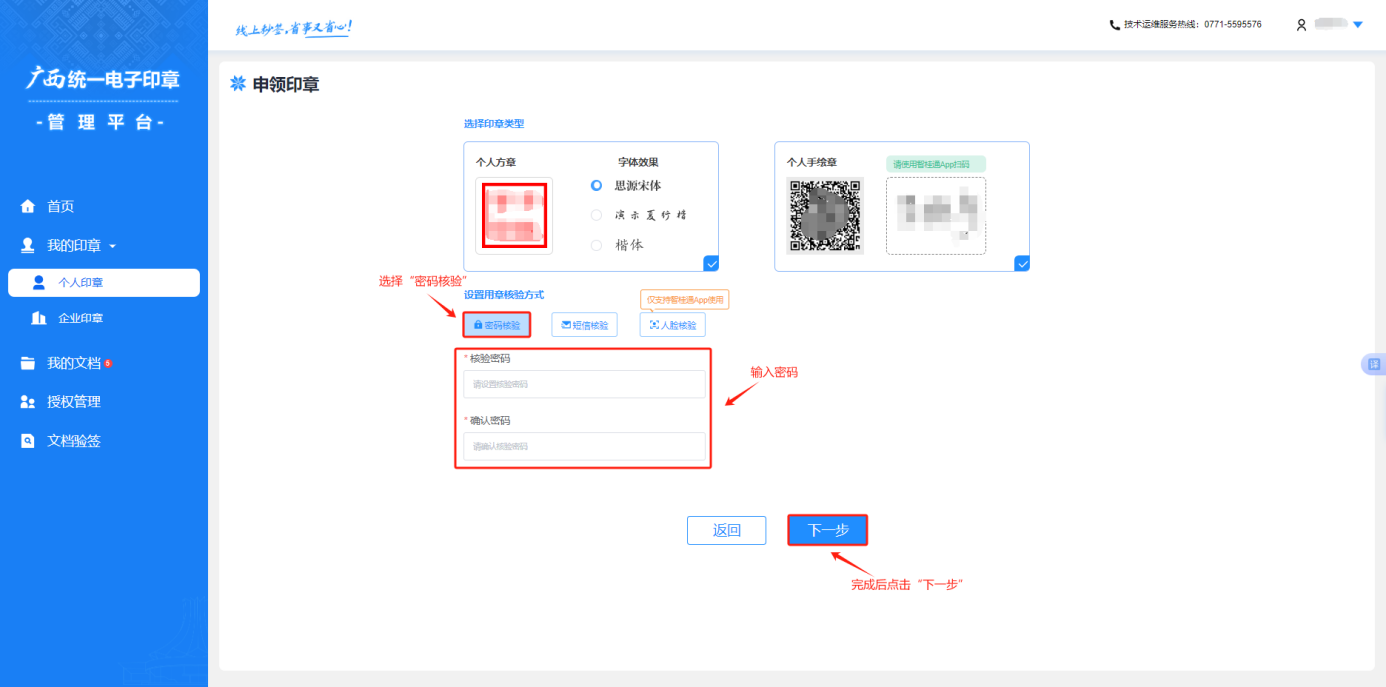 线上秒签,省事又省心!
技术运维服务热线：0771-5595576
广西统一电子印章
-管理平台-
首页
我的印章
个人印章
企业印章
我的文档 6
授权管理
文档验签
申领印章
选择印章类型
个人方章
字体效果
思源宋体
演示夏行楷
楷体
个人手绘章
请使用智桂通App扫码
选择“密码核验”
设置用章核验方式
仅支持智桂通App使用
密码核验
短信核验
人脸核验
* 核验密码
请设置核验密码
* 确认密码
请确认核验密码
输入密码
返回
下一步
完成后点击“下一步”
译